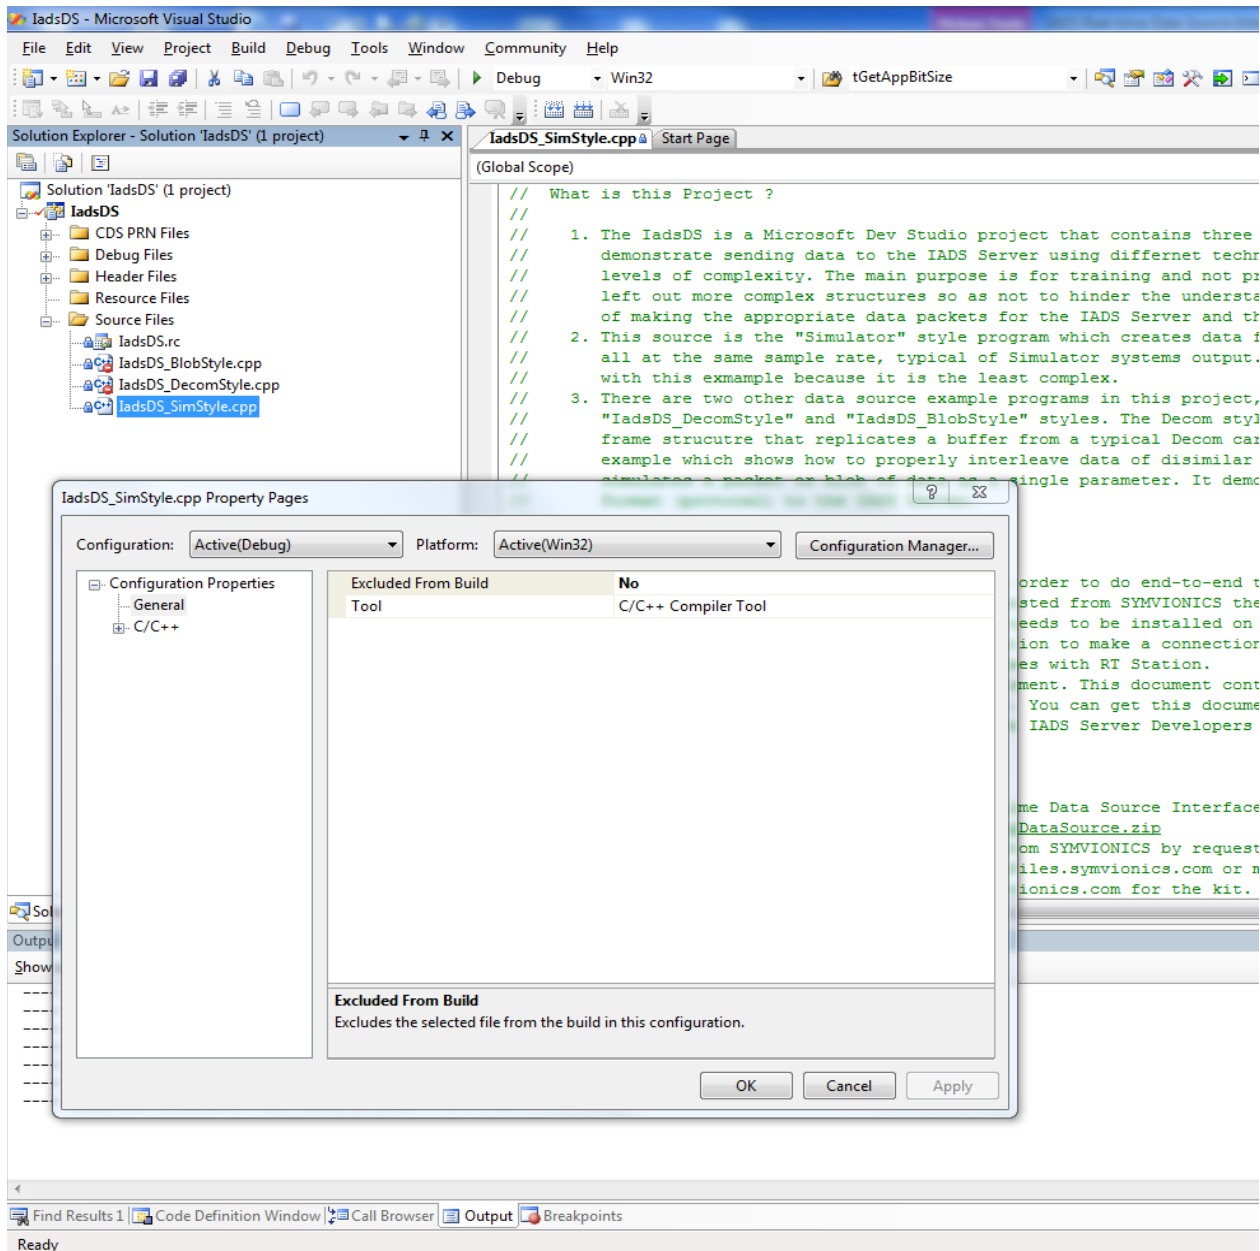 IadsDS - Microsoft Visual Studio
File Edit View Project Build Debug Tools Window Community Help
Debug Win32 tGetAppBitSize
Solution Explorer - Solution 'IadsDS' (1 project)
IadsDS_SimStyle.cpp Start Page
(Global Scope)
Solution 'IadsDS' (1 project)
IadsDS
CDS PRN Files
Debug Files
Header Files
Resource Files
Source Files
IadsDS.rc
IadsDS_BlobStyle.cpp
IadsDS_DecomStyle.cpp
IadsDS_SimStyle.cpp
// What is this Project ?
//
// 1. The IadsDS is a Microsoft Dev Studio project that contains three
// demonstrate sending data to the IADS Server using differnet techn
// levels of complexity. The main purpose is for training and not pr
// left out more complex structures so as not to hinder the understa
// of making the appropriate data packets for the IADS Server and th
// 2. This source is the "Simulator" style program which creates data f
// all at the same sample rate, typical of Simulator systems output.
// with this exmample because it is the least complex.
// 3. There are two other data source example programs in this project,
// "IadsDS_DecomStyle" and "IadsDS_BlobStyle" styles. The Decom styl
// frame strucutre that replicates a buffer from a typical Decom car
// example which shows how to properly interleave data of disimilar
// simulates a packet or blob of data as a single parameter. It demo
IadsDS_SimStyle.cpp Property Pages
Configuration: Active(Debug) Platform: Active(Win32) Configuration Manager...
Configuration Properties
General
C/C++
Excluded From Build No
Tool C/C++ Compiler Tool
Excluded From Build
Excludes the selected file from the build in this configuration.
OK Cancel Apply
order to do end-to-end t
sted from SYMVIONICS the
eeds to be installed on
ion to make a connection
es with RT Station.
ment. This document cont
You can get this docume
IADS Server Developers
me Data Source Interface
DataSource.zip
om SYMVIONICS by request
iles.symvionics.com or m
ionics.com for the kit.
Sol
Outpu
Show
Find Results 1 Code Definition Window Call Browser Output Breakpoints
Ready